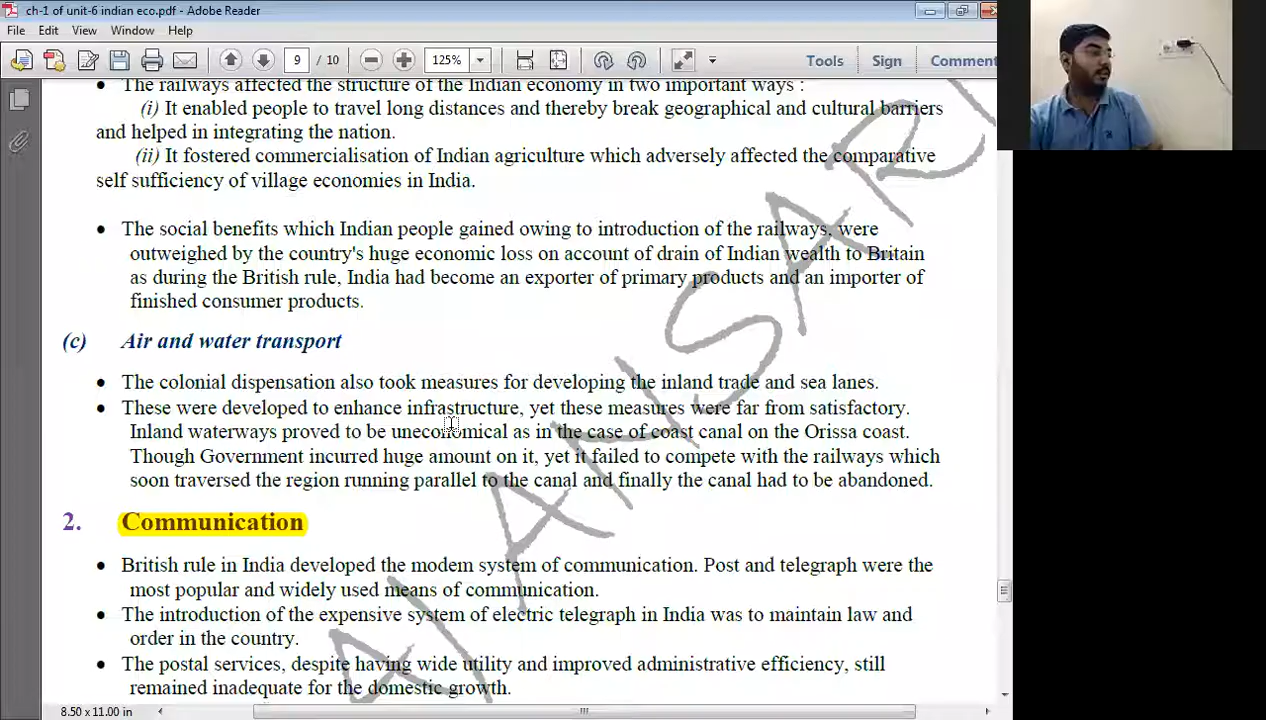 ch-1 of unit-6 indian eco.pdf - Adobe Reader
File Edit View Window Help
9 / 10 125% Tools Sign Comment
• The railways affected the structure of the Indian economy in two important ways :
(i) It enabled people to travel long distances and thereby break geographical and cultural barriers
and helped in integrating the nation.
(ii) It fostered commercialisation of Indian agriculture which adversely affected the comparative
self sufficiency of village economies in India.
• The social benefits which Indian people gained owing to introduction of the railways, were
outweighed by the country's huge economic loss on account of drain of Indian wealth to Britain
as during the British rule, India had become an exporter of primary products and an importer of
finished consumer products.
(c) Air and water transport
• The colonial dispensation also took measures for developing the inland trade and sea lanes.
• These were developed to enhance infrastructure, yet these measures were far from satisfactory.
Inland waterways proved to be uneconomical as in the case of coast canal on the Orissa coast.
Though Government incurred huge amount on it, yet it failed to compete with the railways which
soon traversed the region running parallel to the canal and finally the canal had to be abandoned.
2. Communication
• British rule in India developed the modem system of communication. Post and telegraph were the
most popular and widely used means of communication.
• The introduction of the expensive system of electric telegraph in India was to maintain law and
order in the country.
• The postal services, despite having wide utility and improved administrative efficiency, still
remained inadequate for the domestic growth.
8.50 x 11.00 in
AI ANSARI